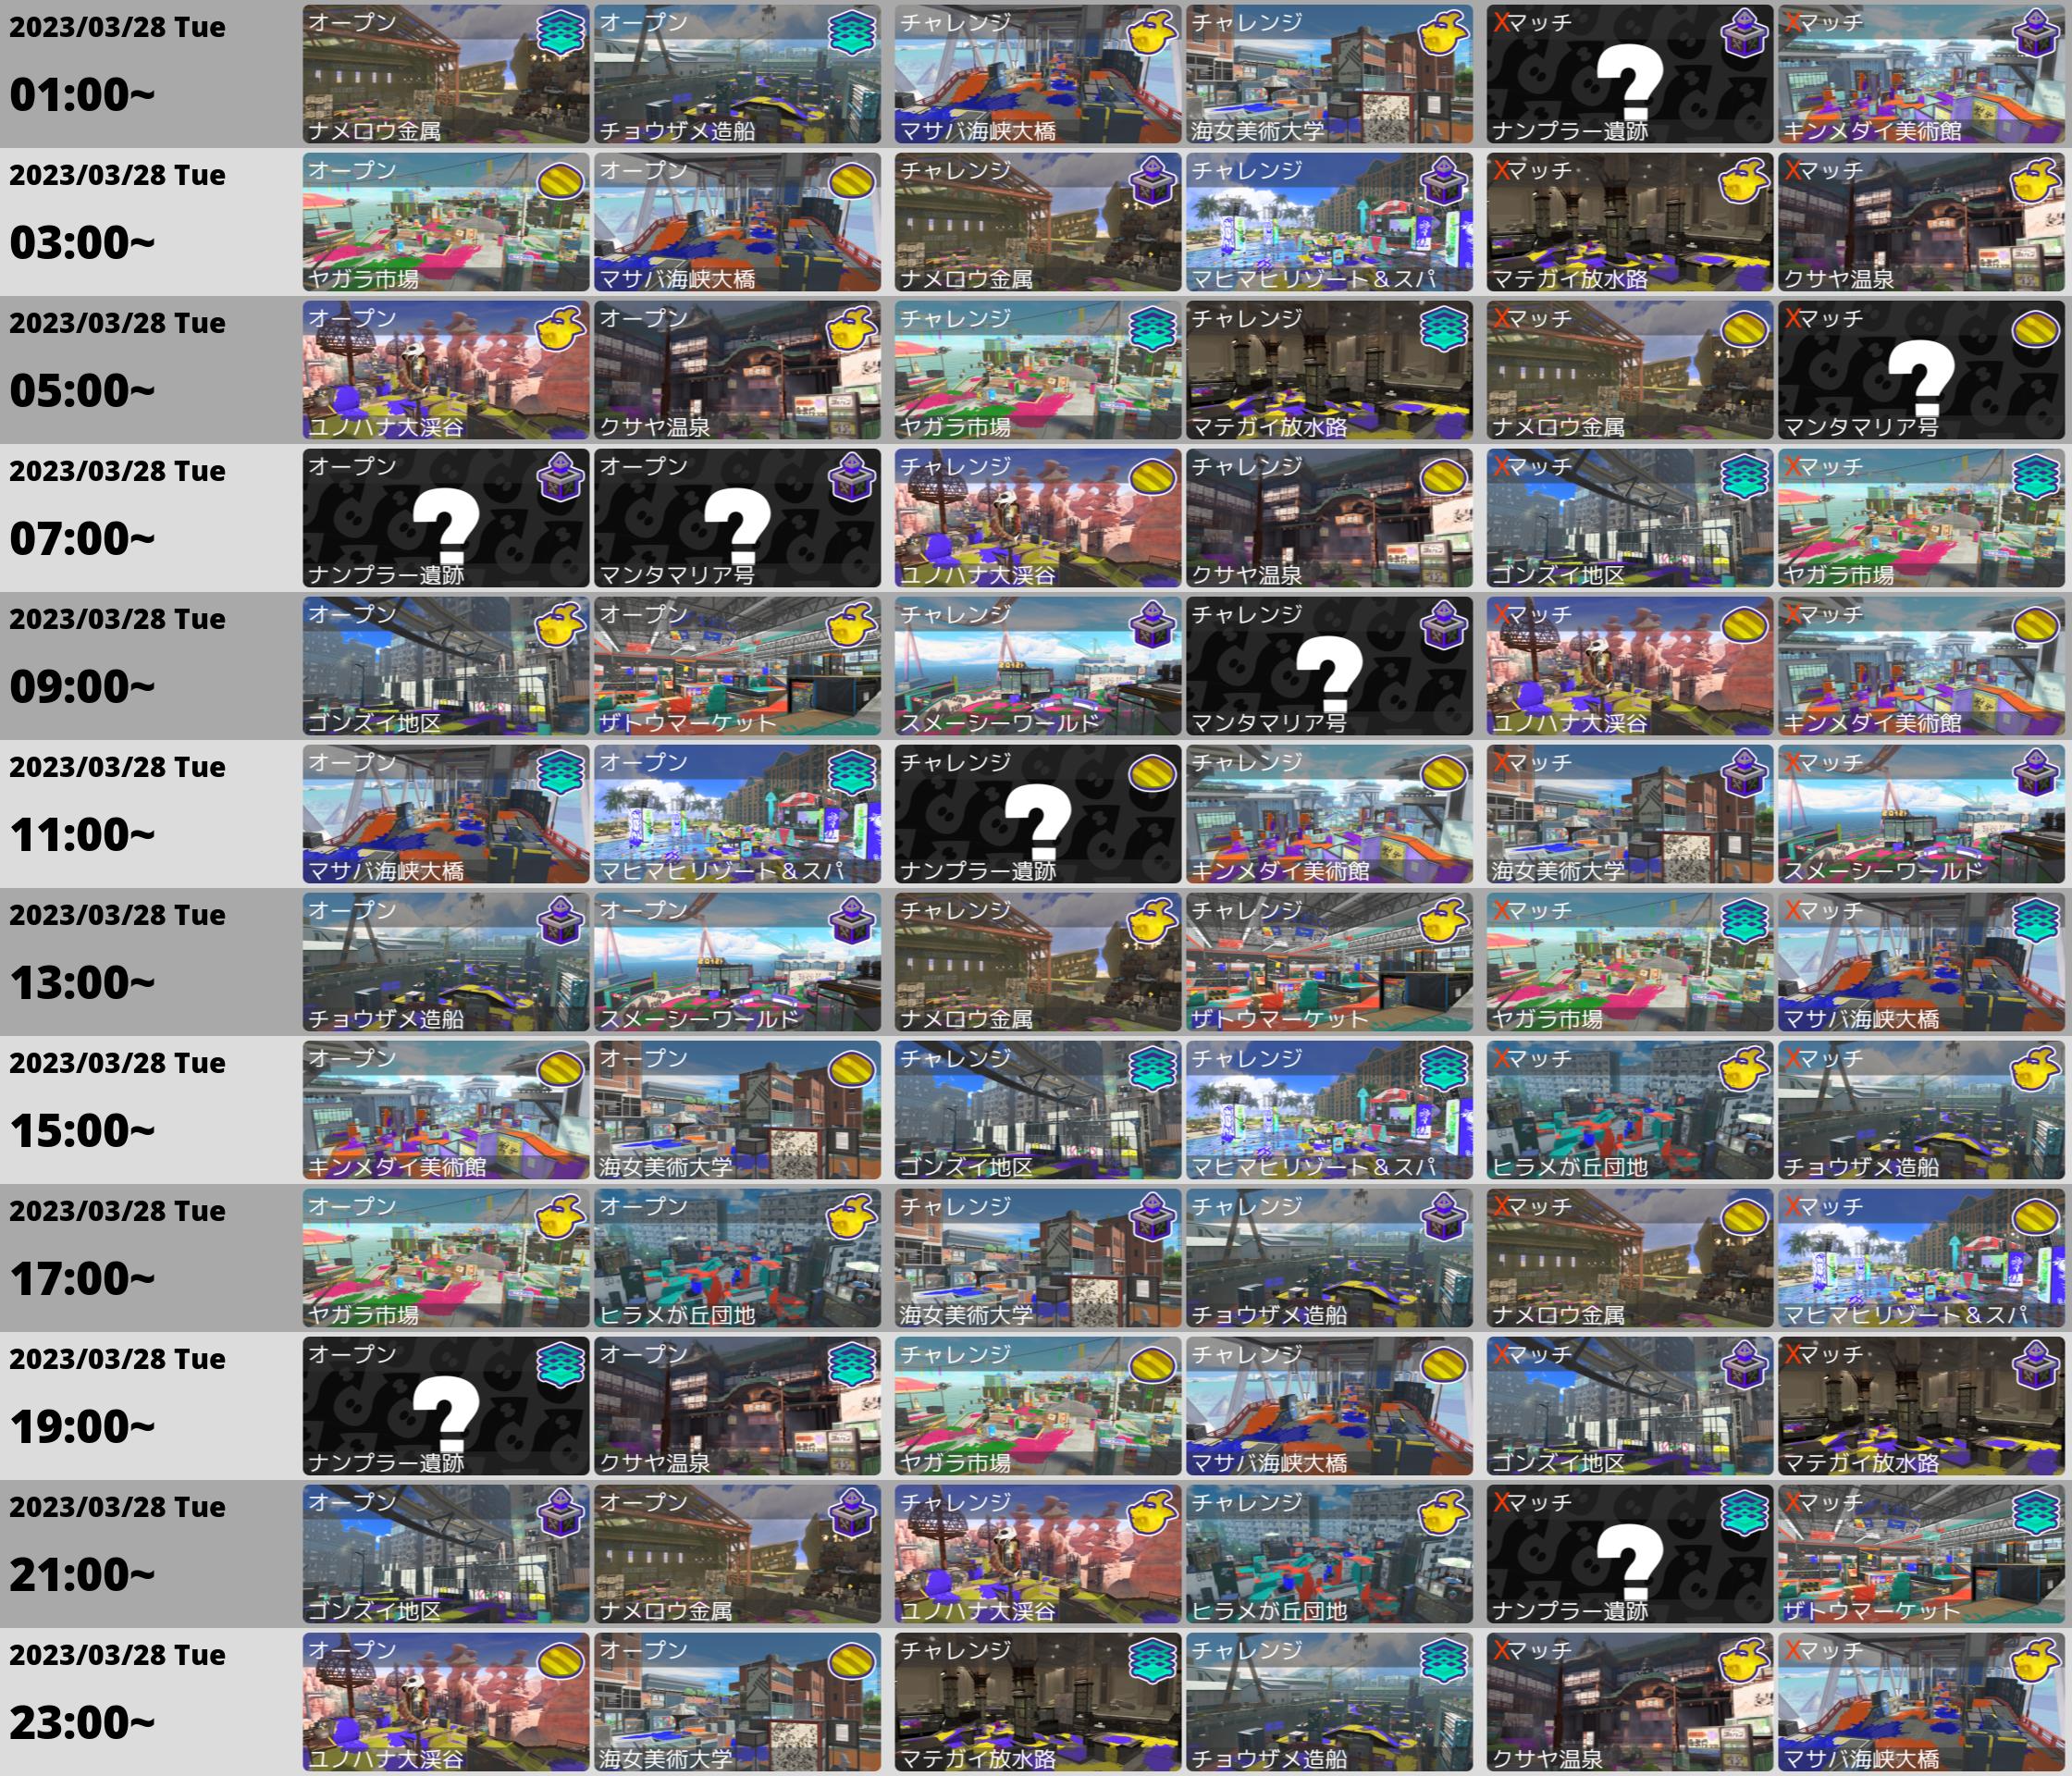 2023/03/28 Tue
01:00~
オープン オープン チャレンジ チャレンジ Xマッチ Xマッチ
ナメロウ金属 チョウザメ造船 マサバ海峡大橋 海女美術大学 ナンプラー遺跡 キンメダイ美術館
2023/03/28 Tue
03:00~
オープン オープン チャレンジ チャレンジ Xマッチ Xマッチ
ヤガラ市場 マサバ海峡大橋 ナメロウ金属 マヒマヒリゾート＆スパ マテガイ放水路 クサヤ温泉
2023/03/28 Tue
05:00~
オープン オープン チャレンジ チャレンジ Xマッチ Xマッチ
ユノハナ大渓谷 クサヤ温泉 ヤガラ市場 マテガイ放水路 ナメロウ金属 マンタマリア号
2023/03/28 Tue
07:00~
オープン オープン チャレンジ チャレンジ Xマッチ Xマッチ
ナンプラー遺跡 マンタマリア号 ユノハナ大渓谷 クサヤ温泉 ゴンズイ地区 ヤガラ市場
2023/03/28 Tue
09:00~
オープン オープン チャレンジ チャレンジ Xマッチ Xマッチ
ゴンズイ地区 ザトウマーケット スメーシーワールド マンタマリア号 ユノハナ大渓谷 キンメダイ美術館
2023/03/28 Tue
11:00~
オープン オープン チャレンジ チャレンジ Xマッチ Xマッチ
マサバ海峡大橋 マヒマヒリゾート＆スパ ナンプラー遺跡 キンメダイ美術館 海女美術大学 スメーシーワールド
2023/03/28 Tue
13:00~
オープン オープン チャレンジ チャレンジ Xマッチ Xマッチ
チョウザメ造船 スメーシーワールド ナメロウ金属 ザトウマーケット ヤガラ市場 マサバ海峡大橋
2023/03/28 Tue
15:00~
オープン オープン チャレンジ チャレンジ Xマッチ Xマッチ
キンメダイ美術館 海女美術大学 ゴンズイ地区 マヒマヒリゾート＆スパ ヒラメが丘団地 チョウザメ造船
2023/03/28 Tue
17:00~
オープン オープン チャレンジ チャレンジ Xマッチ Xマッチ
ヤガラ市場 ヒラメが丘団地 海女美術大学 チョウザメ造船 ナメロウ金属 マヒマヒリゾート＆スパ
2023/03/28 Tue
19:00~
オープン オープン チャレンジ チャレンジ Xマッチ Xマッチ
ナンプラー遺跡 クサヤ温泉 ヤガラ市場 マサバ海峡大橋 ゴンズイ地区 マテガイ放水路
2023/03/28 Tue
21:00~
オープン オープン チャレンジ チャレンジ Xマッチ Xマッチ
ゴンズイ地区 ナメロウ金属 ユノハナ大渓谷 ヒラメが丘団地 ナンプラー遺跡 ザトウマーケット
2023/03/28 Tue
23:00~
オープン オープン チャレンジ チャレンジ Xマッチ Xマッチ
ユノハナ大渓谷 海女美術大学 マテガイ放水路 チョウザメ造船 クサヤ温泉 マサバ海峡大橋